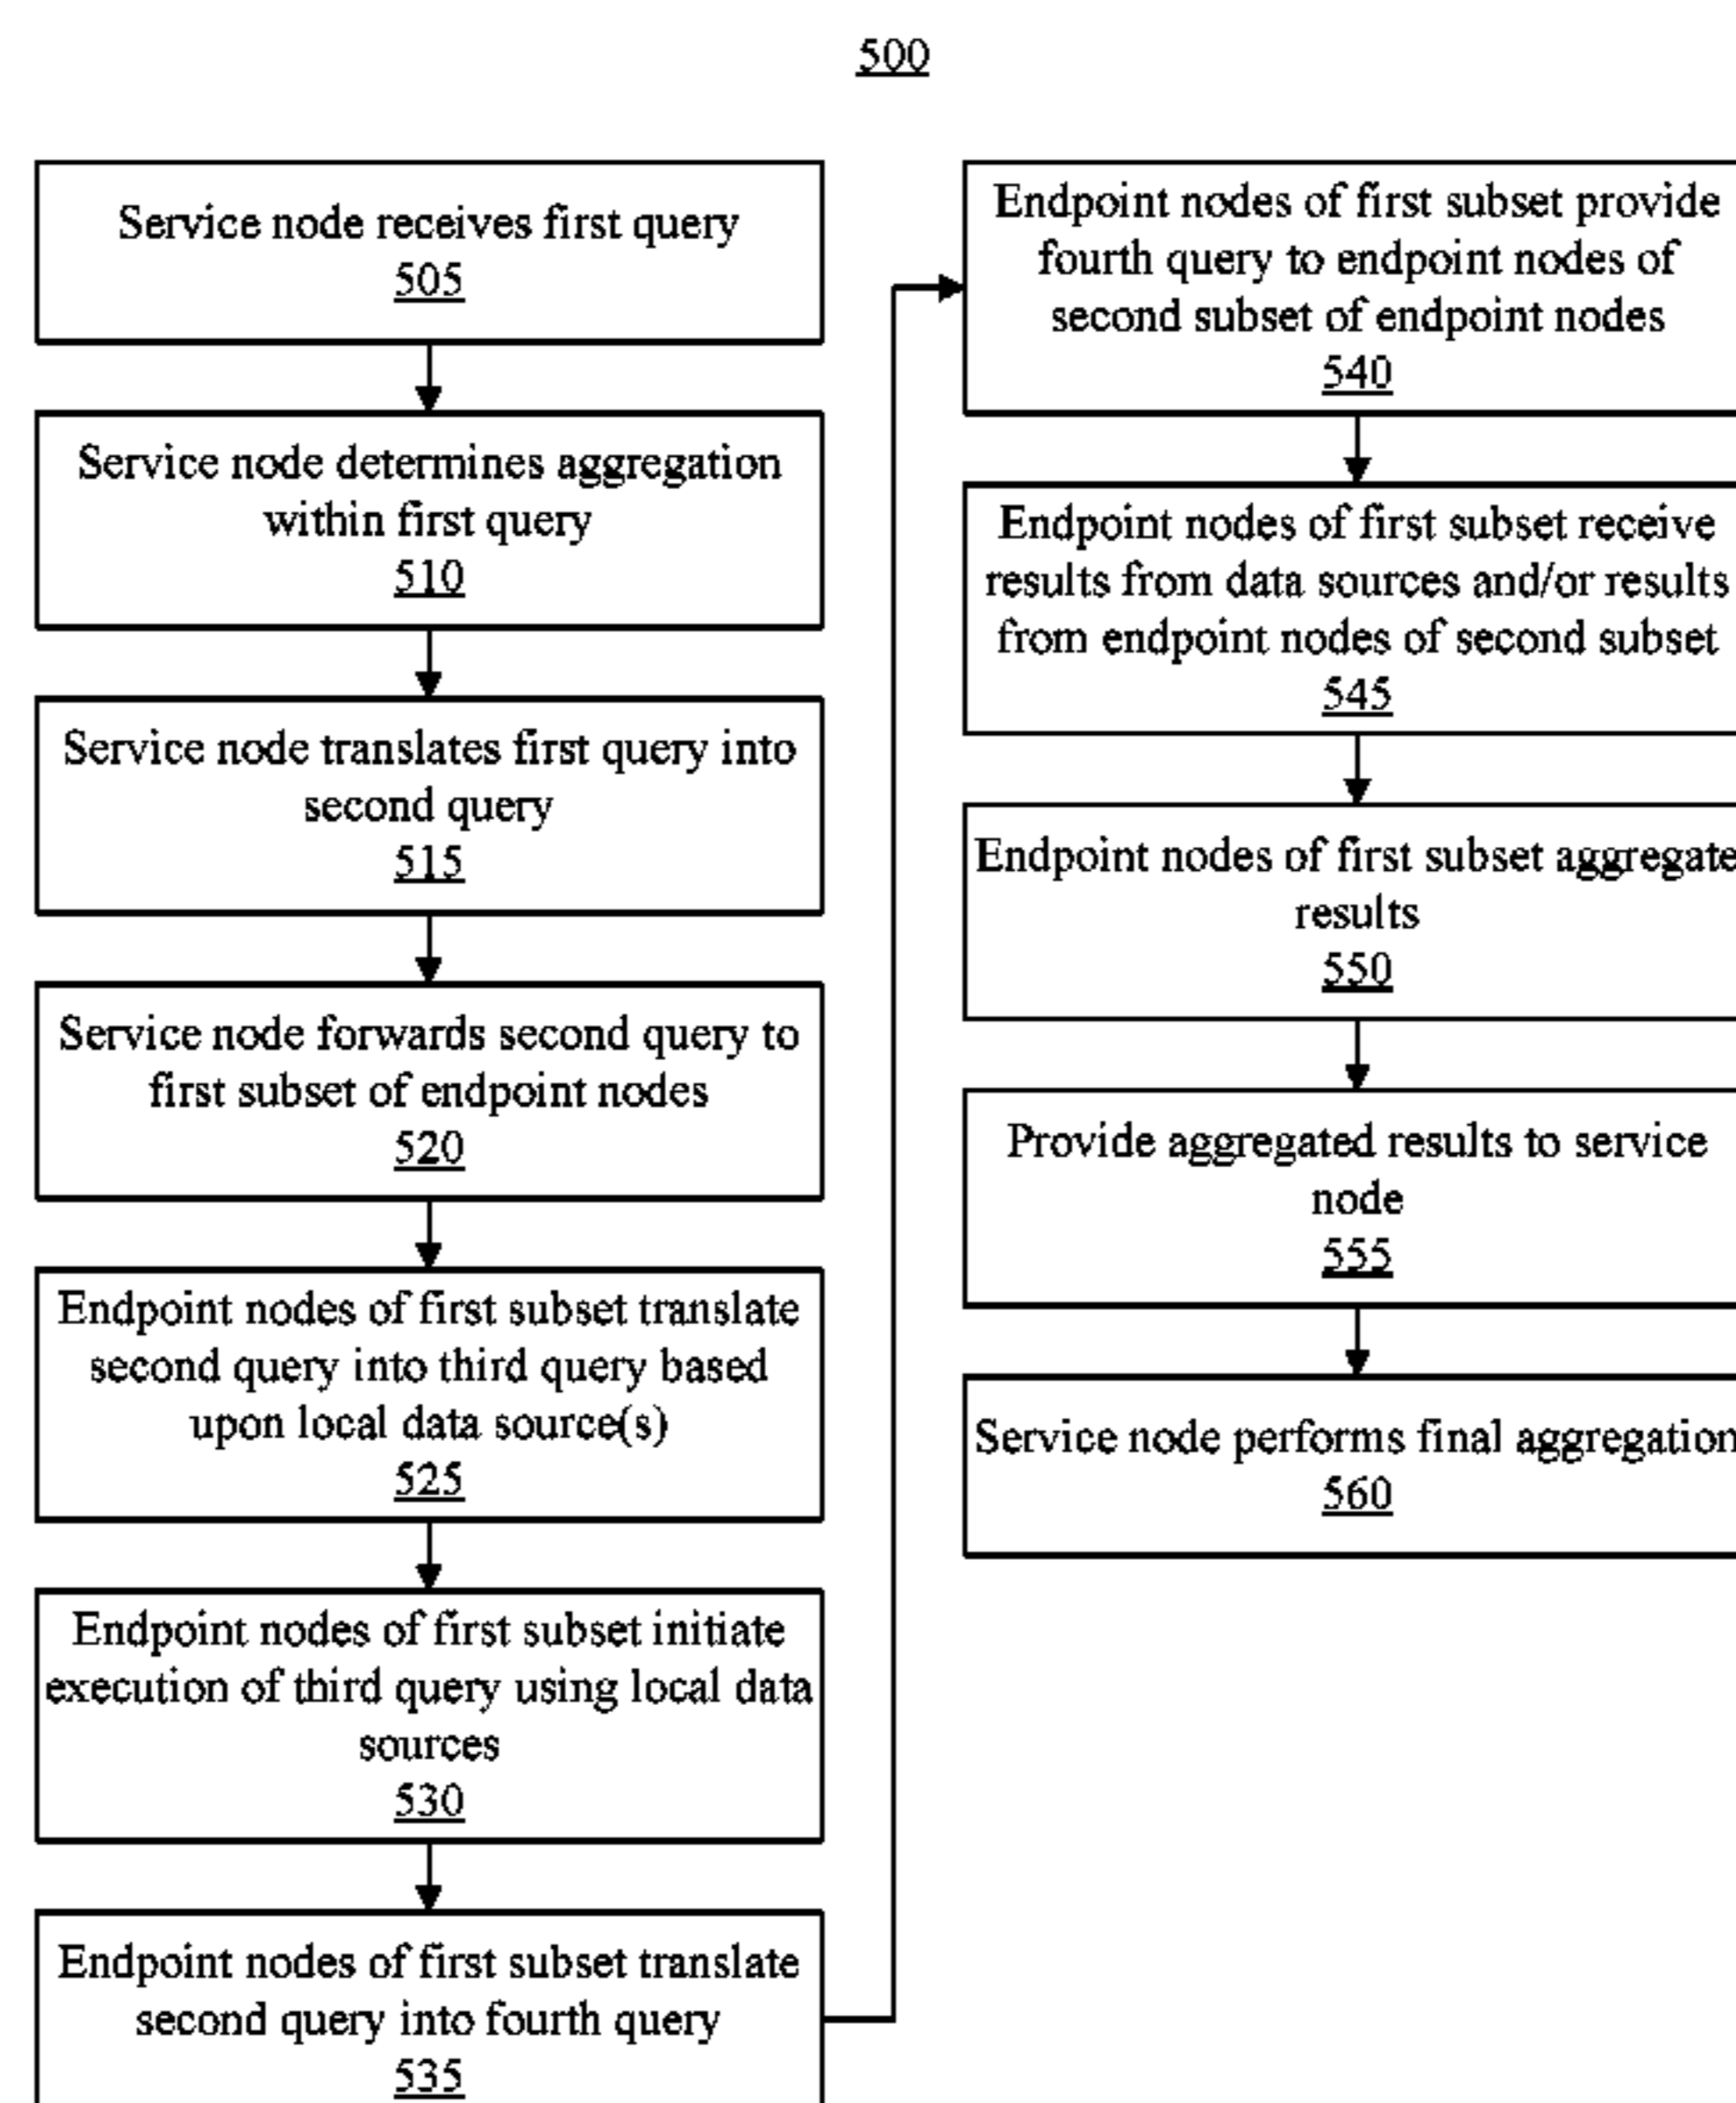 500
Service node receives first query
505
Service node determines aggregation
within first query
510
Service node translates first query into
second query
515
Service node forwards second query to
first subset of endpoint nodes
520
Endpoint nodes of first subset translate
second query into third query based
upon local data source(s)
525
Endpoint nodes of first subset initiate
execution of third query using local data
sources
530
Endpoint nodes of first subset translate
second query into fourth query
535
Endpoint nodes of first subset provide
fourth query to endpoint nodes of
second subset of endpoint nodes
540
Endpoint nodes of first subset receive
results from data sources and/or results
from endpoint nodes of second subset
545
Endpoint nodes of first subset aggregate
results
550
Provide aggregated results to service
node
555
Service node performs final aggregation
560